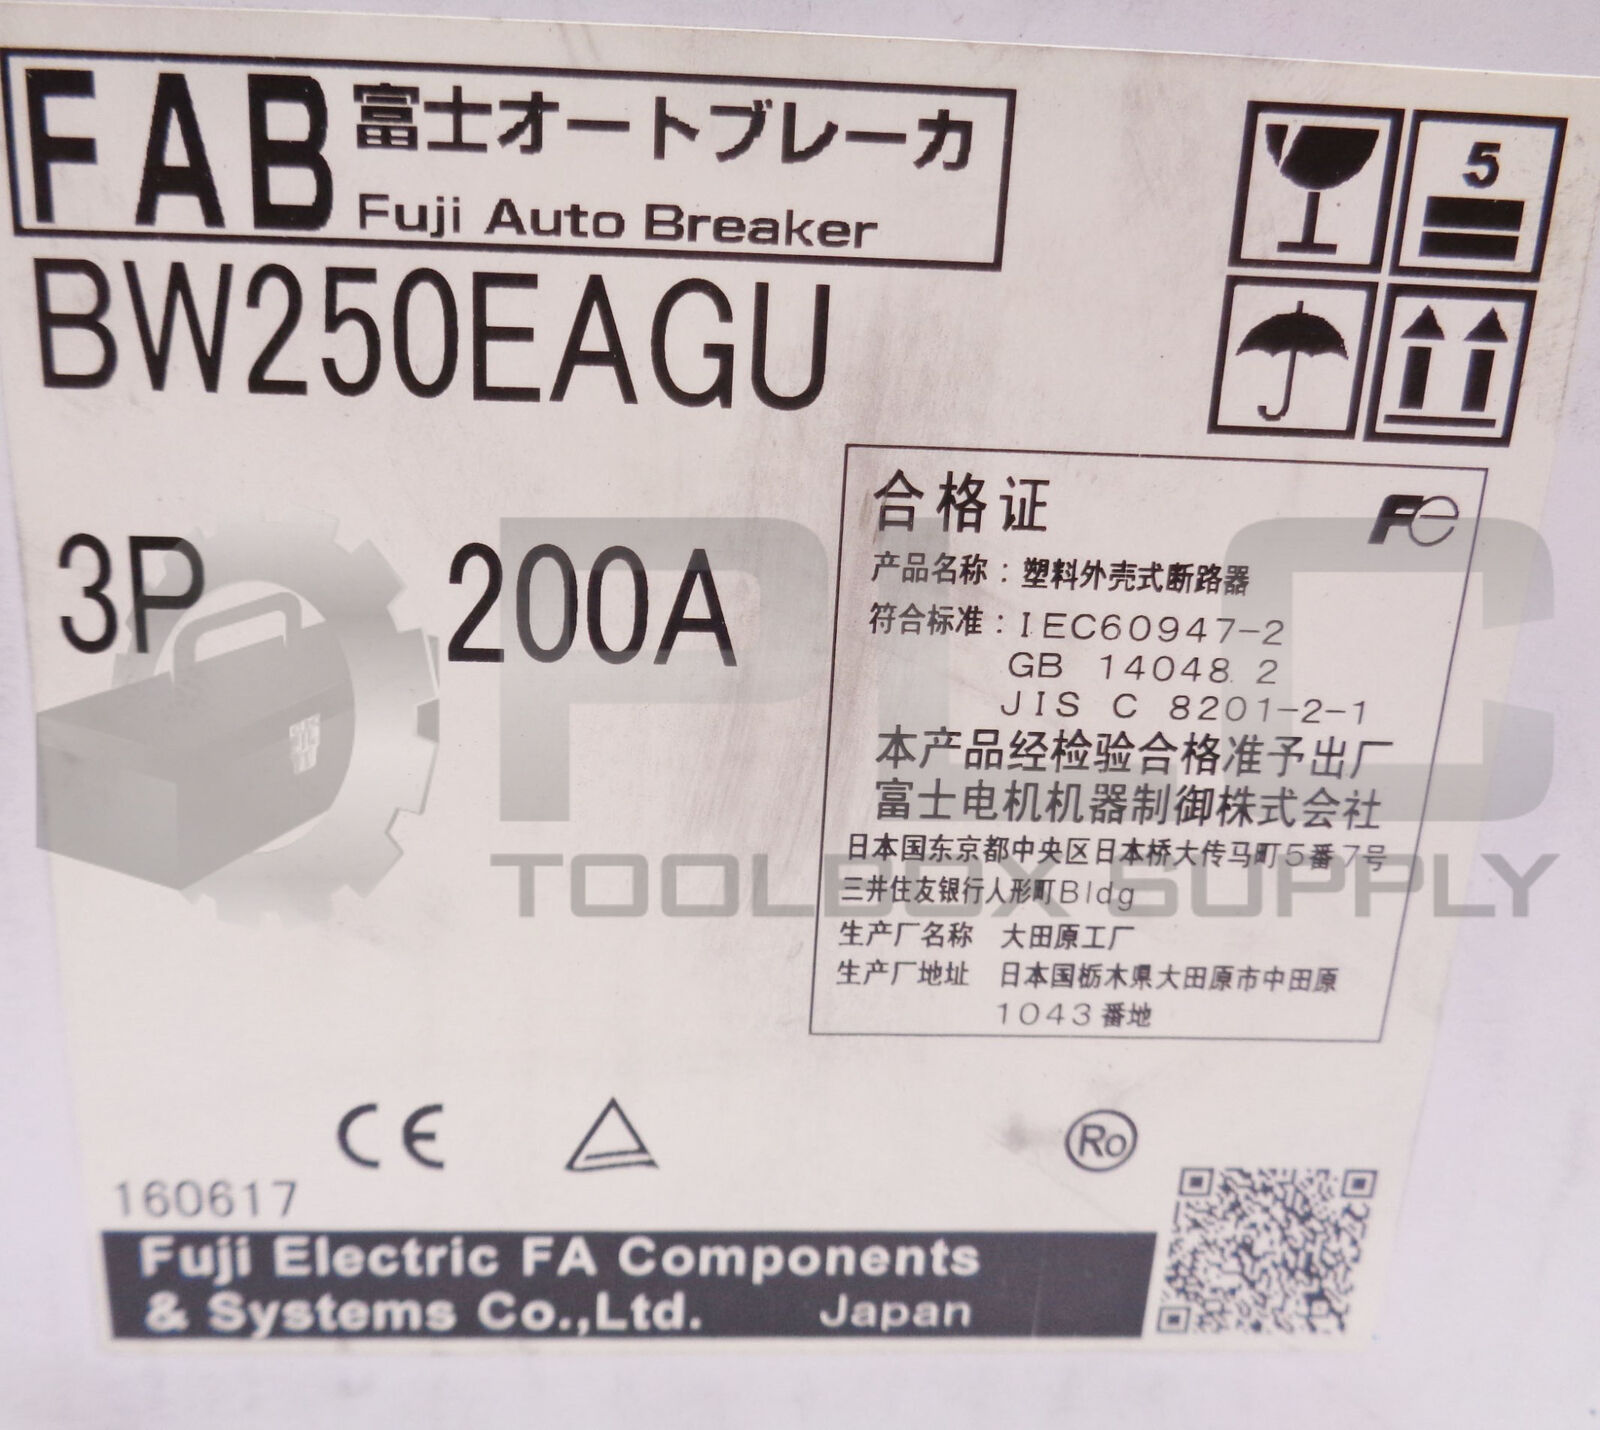 FAB 富士オートブレーカ
Fuji Auto Breaker
5
BW250EAGU
3P 200A
合格证 Fe
产品名称：塑料外壳式断路器
符合标准：IEC60947-2
GB 14048.2
JIS C 8201-2-1
本产品经检验合格准予出厂
富士电机机器制御株式会社
日本国东京都中央区日本桥大传马町5番7号
三井住友银行人形町Bldg
生产厂名称 大田原工厂
生产厂地址 日本国栃木県大田原市中田原
1043番地
PLC
TOOLBOX SUPPLY
CE
Ro
160617
Fuji Electric FA Components
& Systems Co.,Ltd. Japan